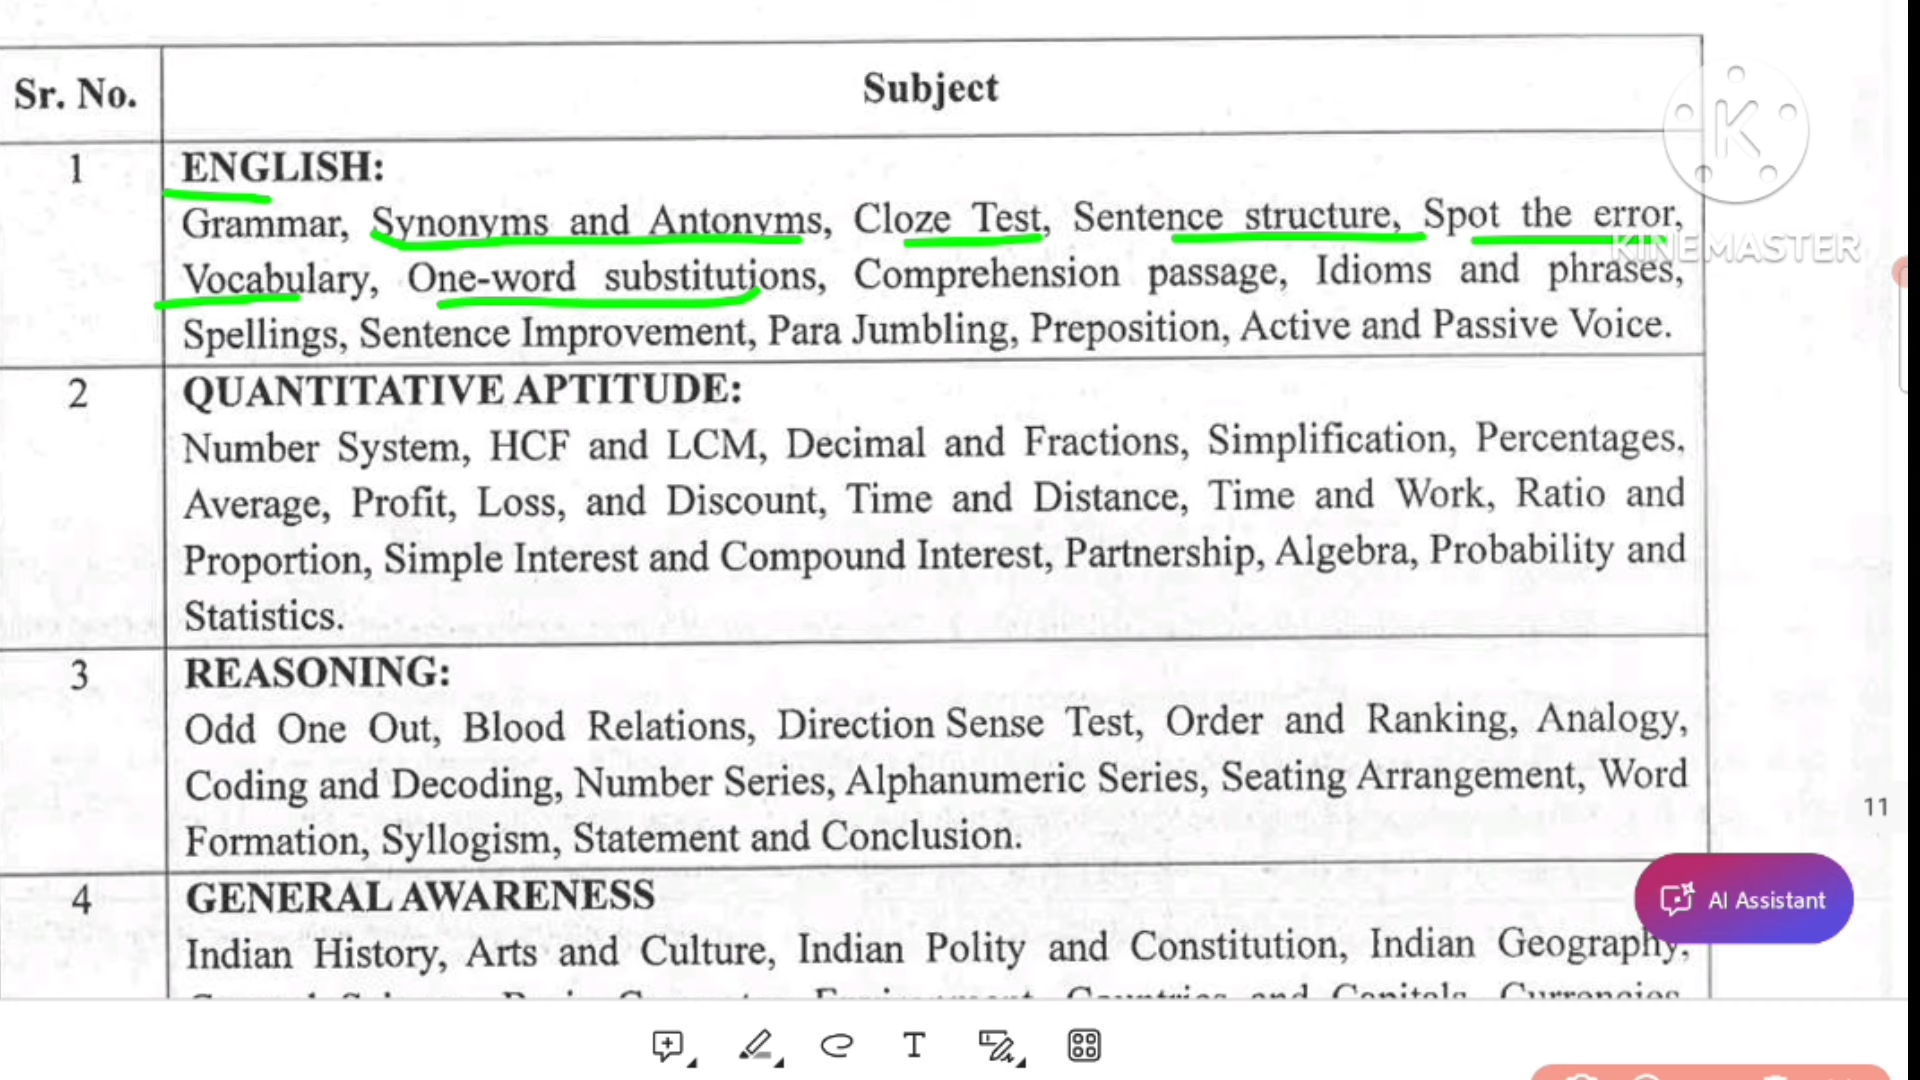 Sr. No.
Subject
1
ENGLISH:
Grammar, Synonyms and Antonyms, Cloze Test, Sentence structure, Spot the error,
Vocabulary, One-word substitutions, Comprehension passage, Idioms and phrases,
Spellings, Sentence Improvement, Para Jumbling, Preposition, Active and Passive Voice.
2
QUANTITATIVE APTITUDE:
Number System, HCF and LCM, Decimal and Fractions, Simplification, Percentages,
Average, Profit, Loss, and Discount, Time and Distance, Time and Work, Ratio and
Proportion, Simple Interest and Compound Interest, Partnership, Algebra, Probability and
Statistics.
3
REASONING:
Odd One Out, Blood Relations, Direction Sense Test, Order and Ranking, Analogy,
Coding and Decoding, Number Series, Alphanumeric Series, Seating Arrangement, Word
Formation, Syllogism, Statement and Conclusion.
4
GENERAL AWARENESS
Indian History, Arts and Culture, Indian Polity and Constitution, Indian Geography,
Countries and Capitals, Currencies
K
KINEMASTER
11
AI Assistant
T